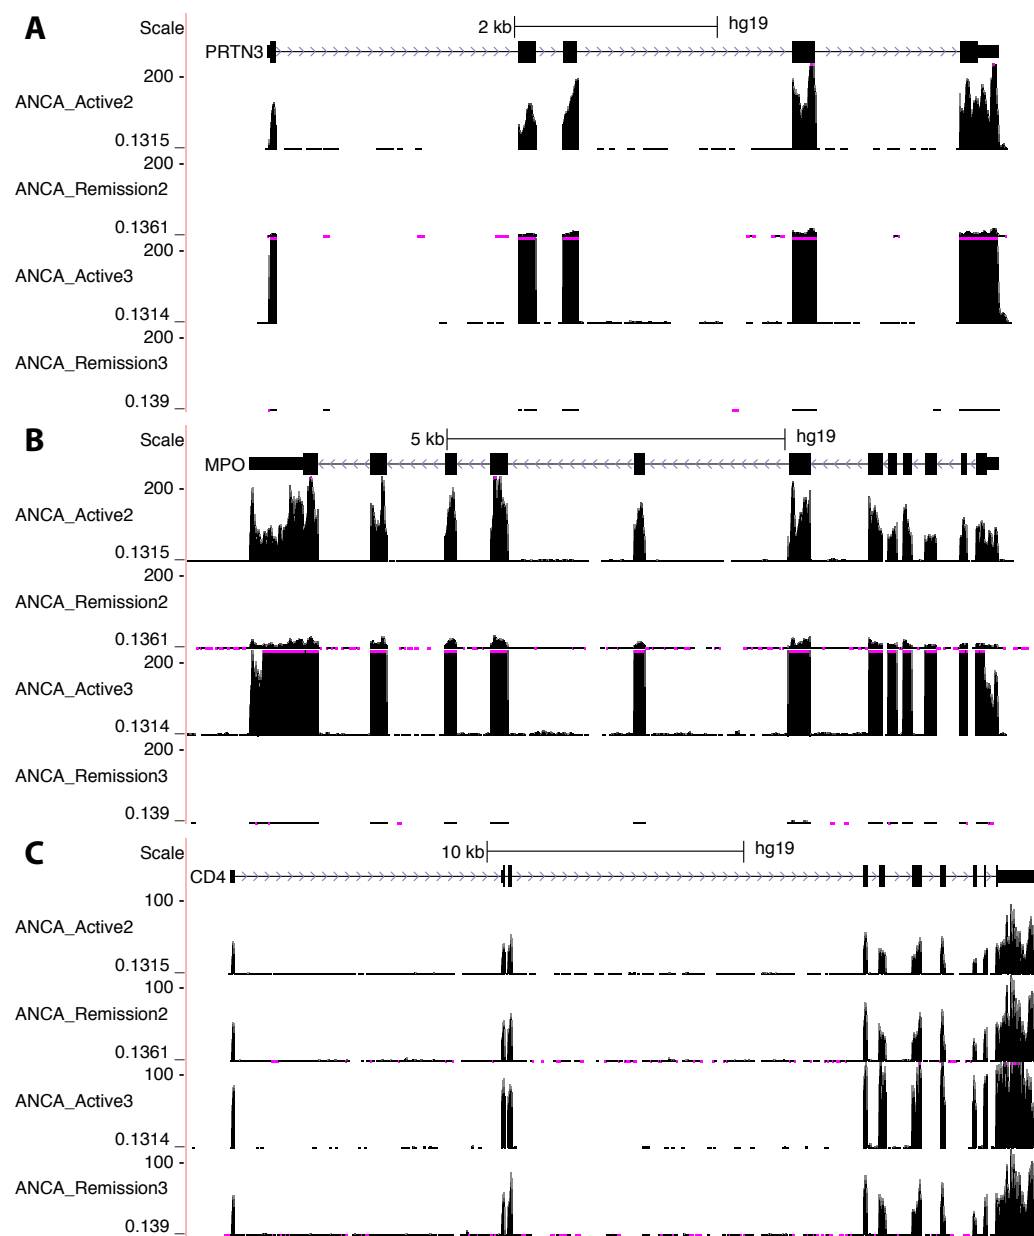 A
Scale 2 kb hg19
PRTN3
200 -
ANCA_Active2
0.1315 _
200 -
ANCA_Remission2
0.1361 _
200 -
ANCA_Active3
0.1314 _
200 -
ANCA_Remission3
0.139 _
B
Scale 5 kb hg19
MPO
200 -
ANCA_Active2
0.1315 _
200 -
ANCA_Remission2
0.1361 _
200 -
ANCA_Active3
0.1314 _
200 -
ANCA_Remission3
0.139 _
C
Scale 10 kb hg19
CD4
100 -
ANCA_Active2
0.1315 _
100 -
ANCA_Remission2
0.1361 _
100 -
ANCA_Active3
0.1314 _
100 -
ANCA_Remission3
0.139 _